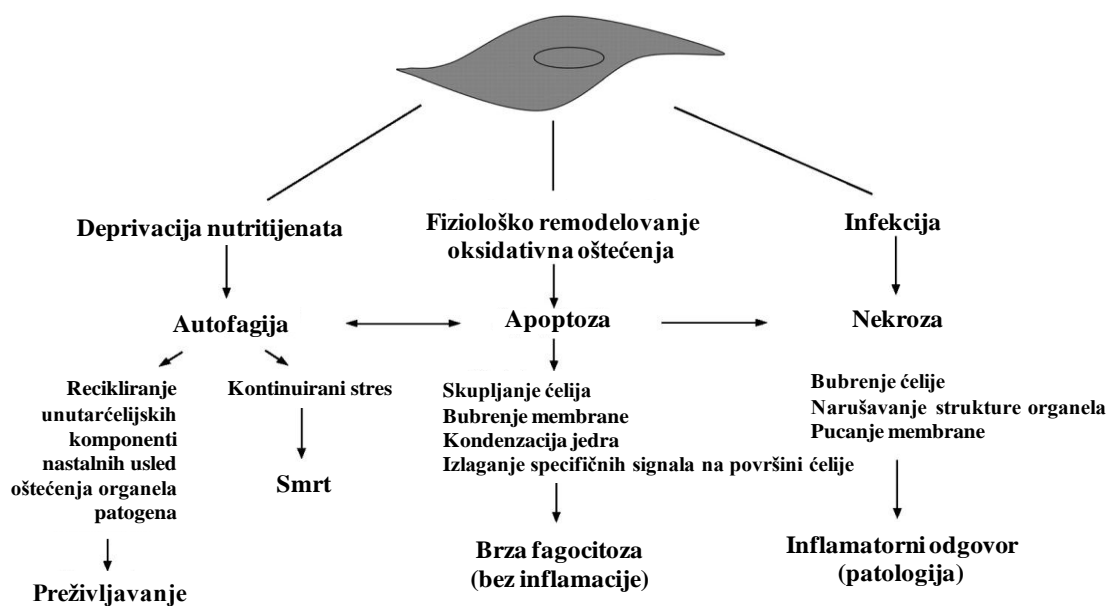 Deprivacija nutritijenata
Fiziološko remodelovanje
oksidativna oštećenja
Infekcija
Autofagija
Apoptoza
Nekroza
Recikliranje
unutarćelijskih
komponenti
nastalnih usled
oštećenja organela
patogena
Kontinuirani stres
Skupljanje ćelija
Bubrenje membrane
Kondenzacija jedra
Izlaganje specifičnih signala na površini ćelije
Bubrenje ćelije
Narušavanje strukture organela
Pucanje membrane
Smrt
Preživljavanje
Brza fagocitoza
(bez inflamacije)
Inflamatorni odgovor
(patologija)